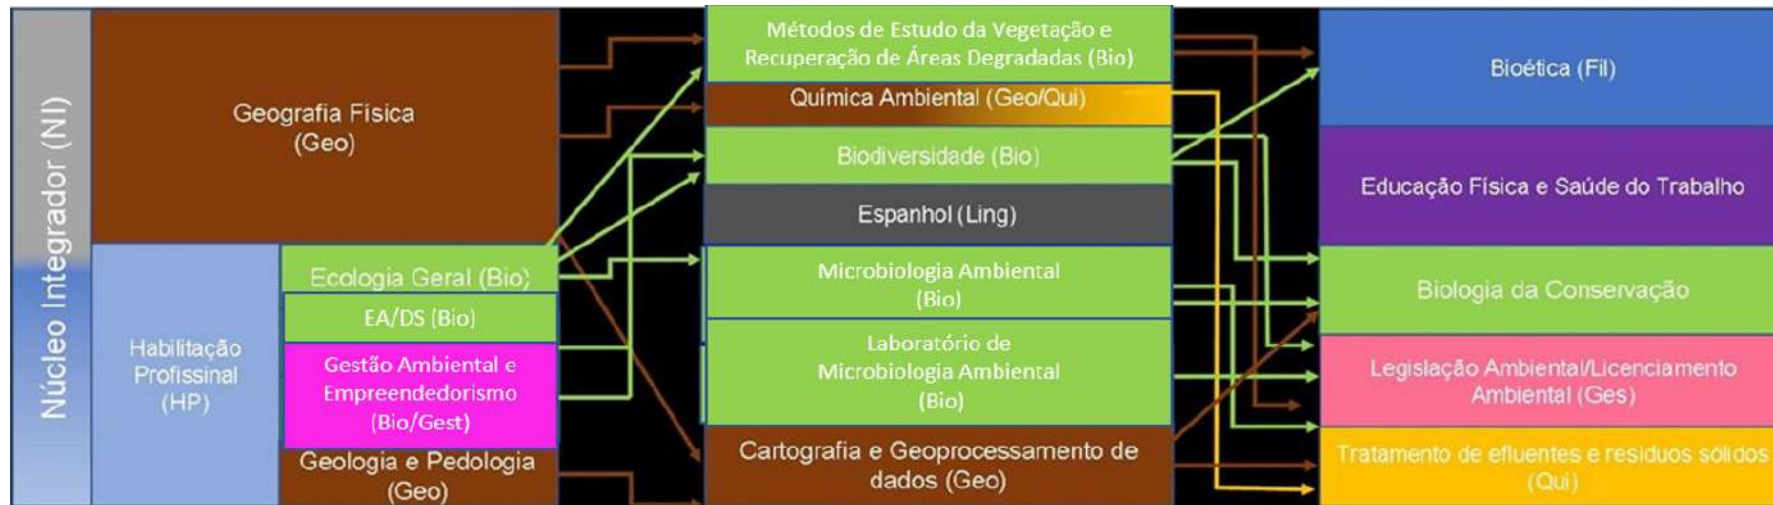 Núcleo Integrador (NI)
Geografia Física
(Geo)
Habilitação
Profissinal
(HP)
Ecologia Geral (Bio)
EA/DS (Bio)
Gestão Ambiental e
Empreendedorismo
(Bio/Gest)
Geologia e Pedologia
(Geo)
Métodos de Estudo da Vegetação e
Recuperação de Áreas Degradadas (Bio)
Química Ambiental (Geo/Qui)
Biodiversidade (Bio)
Espanhol (Ling)
Microbiologia Ambiental
(Bio)
Laboratório de
Microbiologia Ambiental
(Bio)
Cartografia e Geoprocessamento de
dados (Geo)
Bioética (Fil)
Educação Física e Saúde do Trabalho
Biologia da Conservação
Legislação Ambiental/Licenciamento
Ambiental (Ges)
Tratamento de efluentes e resíduos sólidos
(Qui)